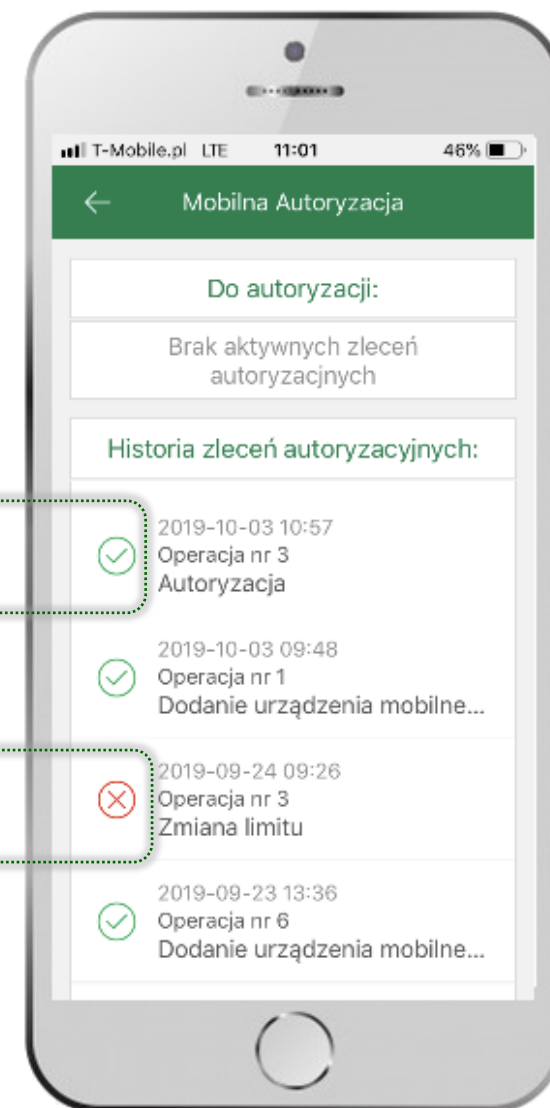 T-Mobile.pl LTE 11:01 46%
Mobilna Autoryzacja
Do autoryzacji:
Brak aktywnych zleceń
autoryzacjnych
Historia zleceń autoryzacyjnych:
2019-10-03 10:57
Operacja nr 3
Autoryzacja
2019-10-03 09:48
Operacja nr 1
Dodanie urządzenia mobilne...
2019-09-24 09:26
Operacja nr 3
Zmiana limitu
2019-09-23 13:36
Operacja nr 6
Dodanie urządzenia mobilne...